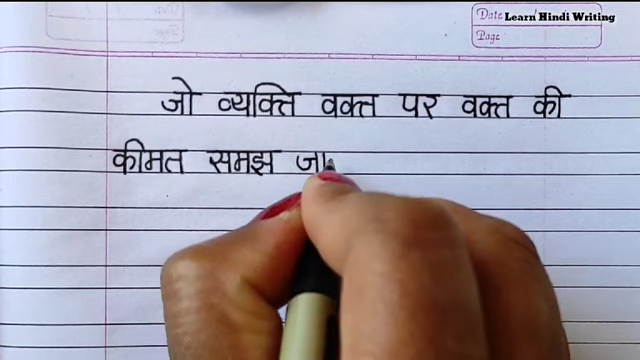 Date
Learn Hindi Writing
Page
जो व्यक्ति वक्त पर वक्त की
कीमत समझ जा